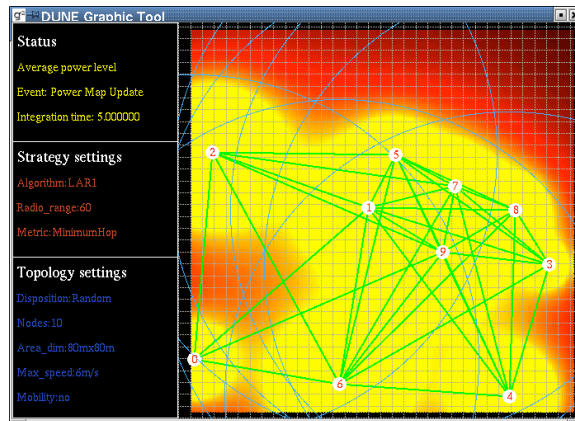 DUNE Graphic Tool
Status
Average power level
Event: Power Map Update
Integration time: 5.000000
Strategy settings
Algorithm:LAR1
Radio_range:60
Metric:MinimumHop
Topology settings
Disposition:Random
Nodes:10
Area_dim:80mx80m
Max_speed:6m/s
Mobility:no
2
5
7
1
8
9
3
0
6
4